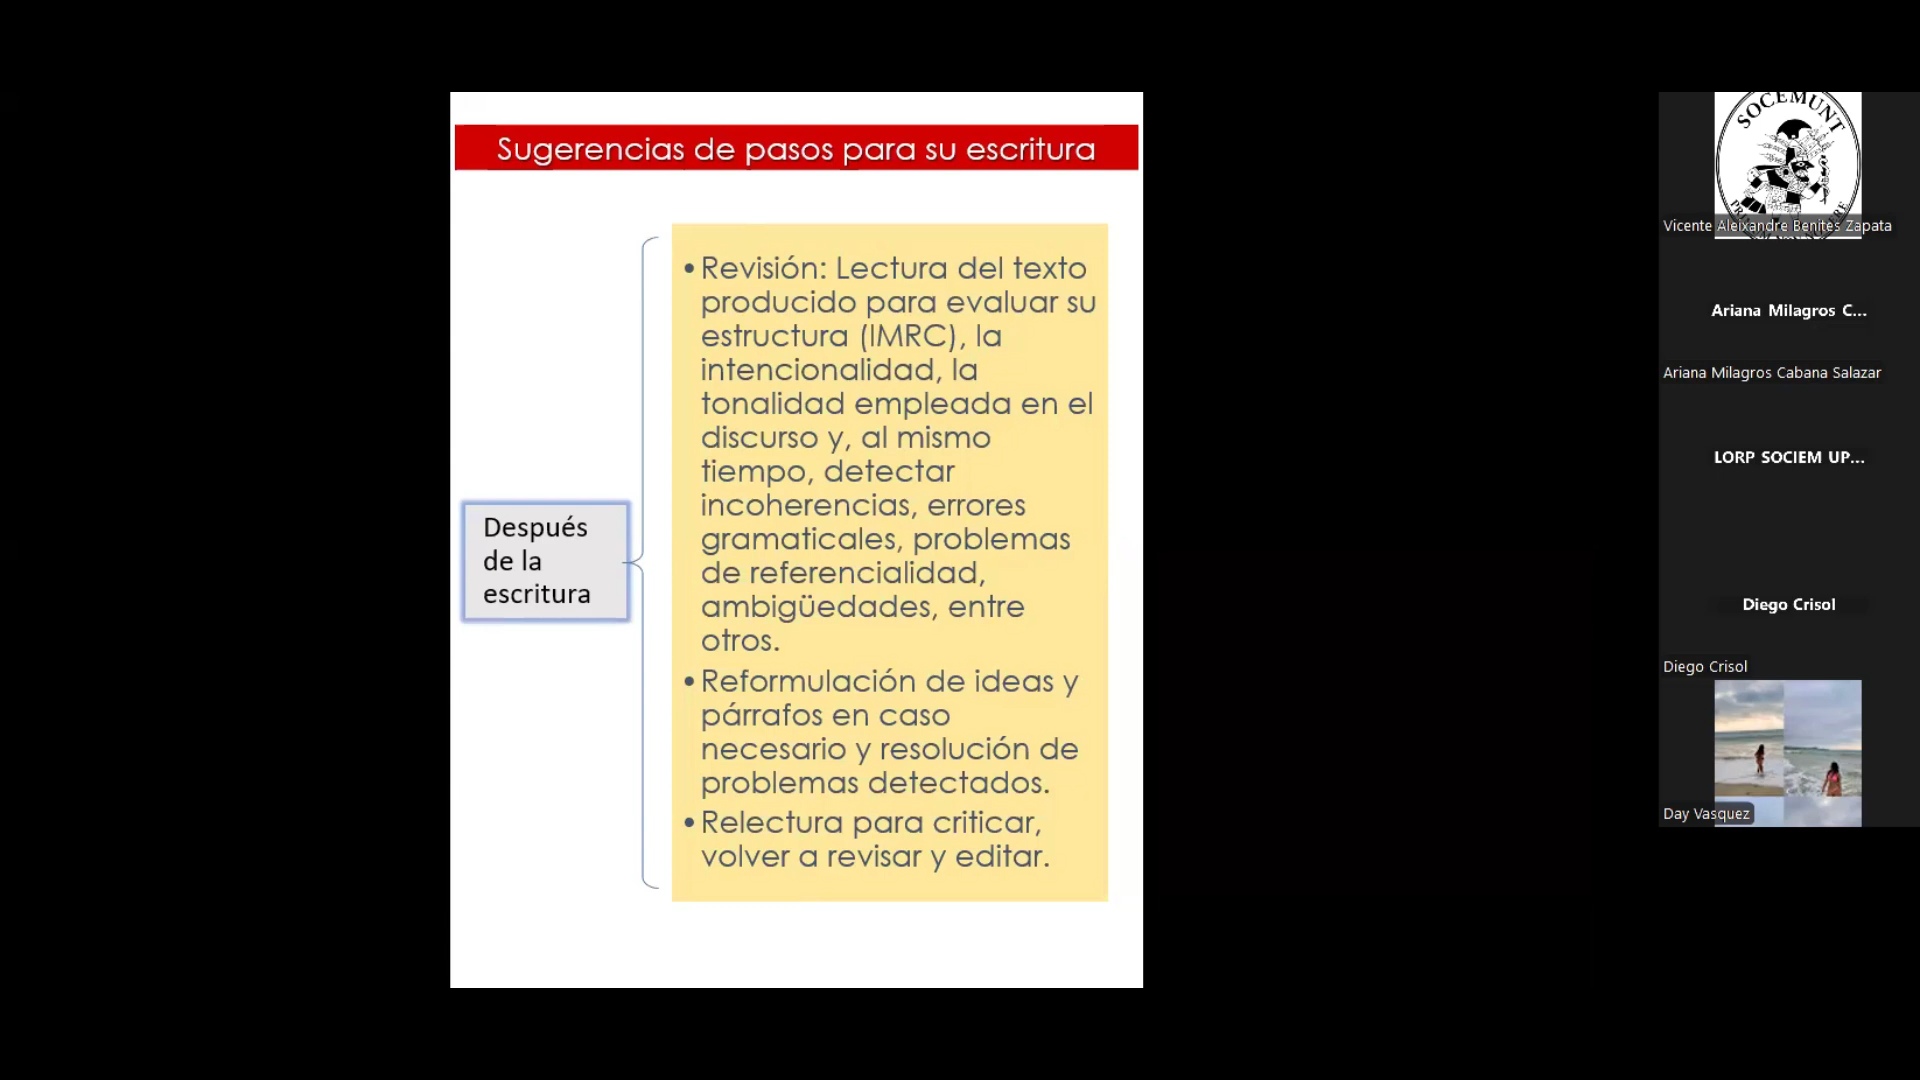 Sugerencias de pasos para su escritura
Después
de la
escritura
•Revisión: Lectura del texto
producido para evaluar su
estructura (IMRC), la
intencionalidad, la
tonalidad empleada en el
discurso y, al mismo
tiempo, detectar
incoherencias, errores
gramaticales, problemas
de referencialidad,
ambigüedades, entre
otros.
•Reformulación de ideas y
párrafos en caso
necesario y resolución de
problemas detectados.
•Relectura para criticar,
volver a revisar y editar.
SOCEMUNT
Vicente Aleixandre Benites Zapata
Ariana Milagros C...
Ariana Milagros Cabana Salazar
LORP SOCIEM UP...
Diego Crisol
Diego Crisol
Day Vasquez